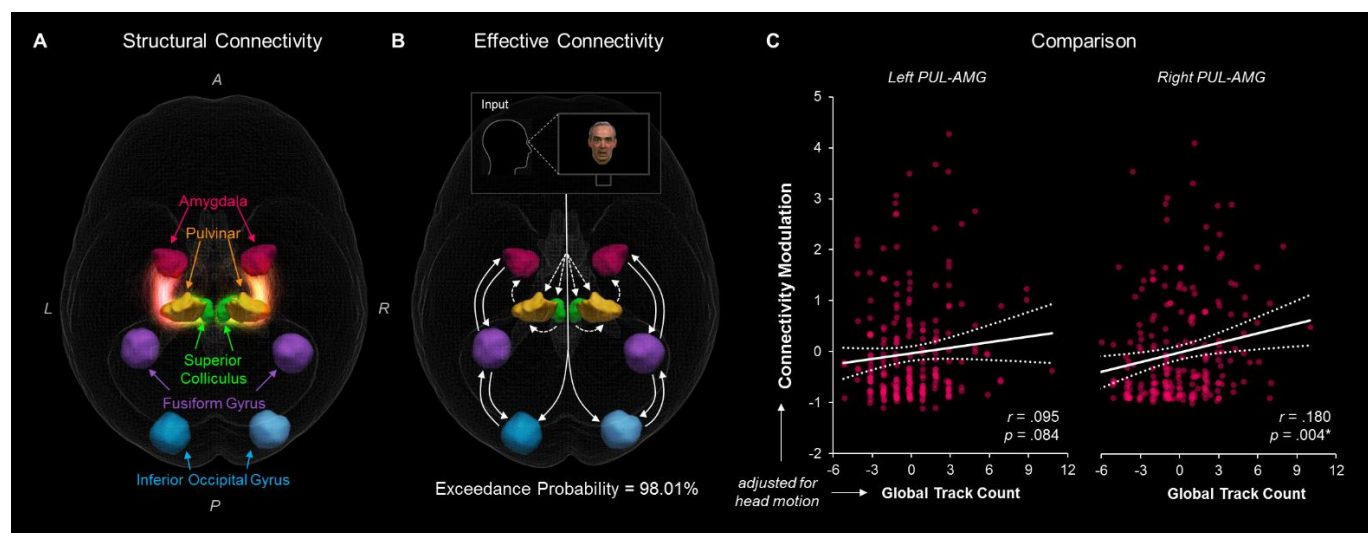 A Structural Connectivity
A
L
R
Amygdala
Pulvinar
Superior
Colliculus
Fusiform Gyrus
Inferior Occipital Gyrus
P
B Effective Connectivity
Input
Exceedance Probability = 98.01%
C Comparison
Left PUL-AMG
Right PUL-AMG
Connectivity Modulation
5
4
3
2
1
0
-1
-2
r = .095
p = .084
r = .180
p = .004*
-6 -3 0 3 6 9 12
-6 -3 0 3 6 9 12
adjusted for
head motion
Global Track Count
Global Track Count